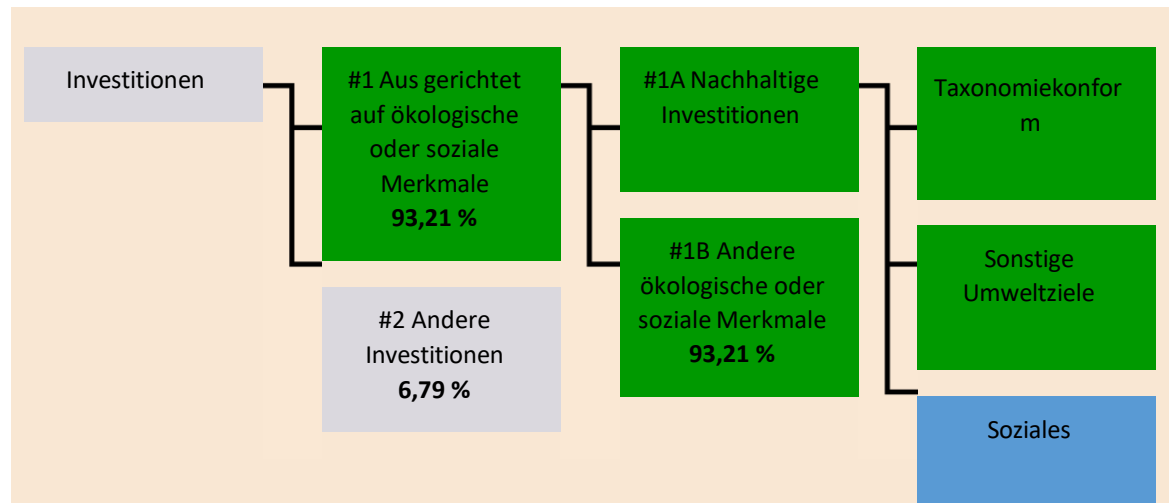 Investitionen
#1 Aus gerichtet
auf ökologische
oder soziale
Merkmale
93,21 %
#2 Andere
Investitionen
6,79 %
#1A Nachhaltige
Investitionen
#1B Andere
ökologische oder
soziale Merkmale
93,21 %
Taxonomiekonfor
m
Sonstige
Umweltziele
Soziales